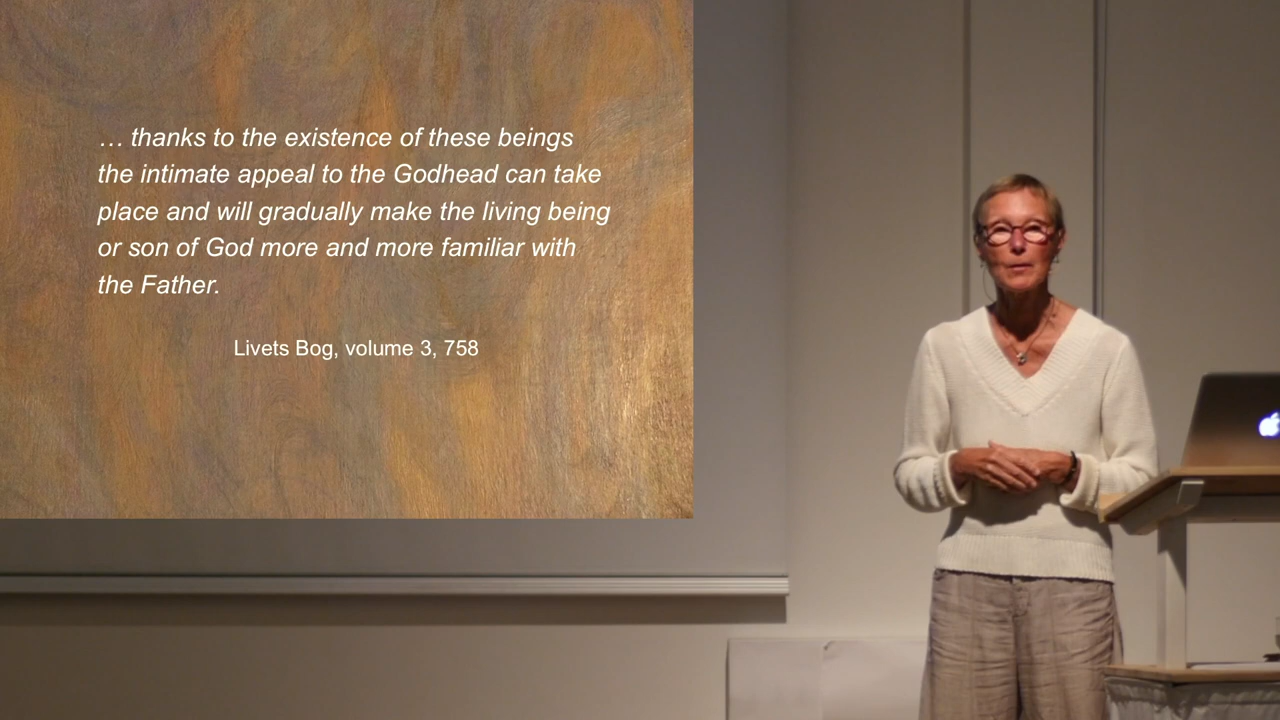 … thanks to the existence of these beings
the intimate appeal to the Godhead can take
place and will gradually make the living being
or son of God more and more familiar with
the Father.
Livets Bog, volume 3, 758